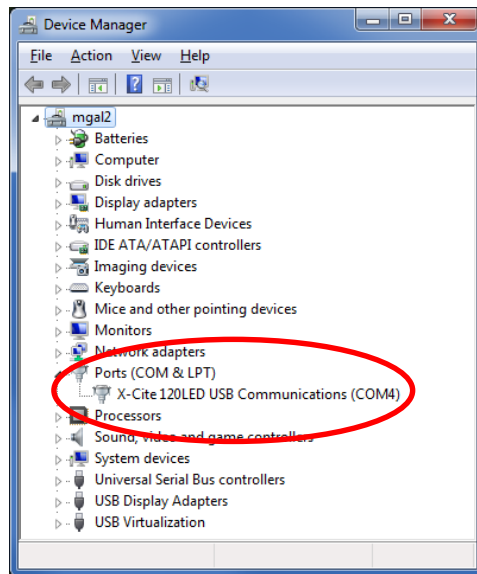 Device Manager
File Action View Help
mgal2
Batteries
Computer
Disk drives
Display adapters
Human Interface Devices
IDE ATA/ATAPI controllers
Imaging devices
Keyboards
Mice and other pointing devices
Monitors
Network adapters
Ports (COM & LPT)
X-Cite 120LED USB Communications (COM4)
Processors
Sound, video and game controllers
System devices
Universal Serial Bus controllers
USB Display Adapters
USB Virtualization